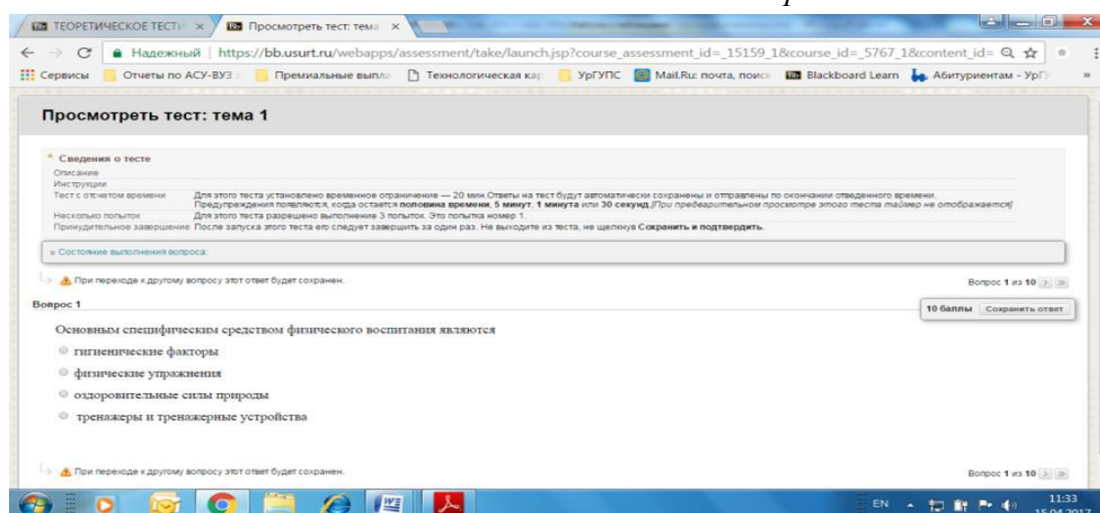 ТЕОРЕТИЧЕСКОЕ ТЕСТИ
Просмотреть тест: тема
Надежный https://bb.usurt.ru/webapps/assessment/take/launch.jsp?course_assessment_id=_15159_1&course_id=_5767_1&content_id=
Сервисы Отчеты по АСУ-ВУЗ Премиальные выпла Технологическая кар УрГУПС Mail.Ru: почта, поиск Blackboard Learn Абитуриентам - УрГ »
Просмотреть тест: тема 1
Сведения о тесте
Описание
Инструкции
Тест с отсчетом времени Для этого теста установлено временное ограничение — 20 мин.Ответы на тест будут автоматически сохранены и отправлены по окончании отведенного времени.
Предупреждения появляются, когда остается половина времени, 5 минут, 1 минута или 30 секунд.[При предварительном просмотре этого теста таймер не отображается]
Несколько попыток Для этого теста разрешено выполнение 3 попыток. Это попытка номер 1.
Принудительное завершение После запуска этого теста его следует завершить за один раз. Не выходите из теста, не щелкнув Сохранить и подтвердить.
Состояние выполнения вопроса:
При переходе к другому вопросу этот ответ будет сохранен. Вопрос 1 из 10
Вопрос 1
10 баллы Сохранить ответ
Основным специфическим средством физического воспитания являются
гигиенические факторы
физические упражнения
оздоровительные силы природы
тренажеры и тренажерные устройства
При переходе к другому вопросу этот ответ будет сохранен. Вопрос 1 из 10
EN 11:33
15.04.2017